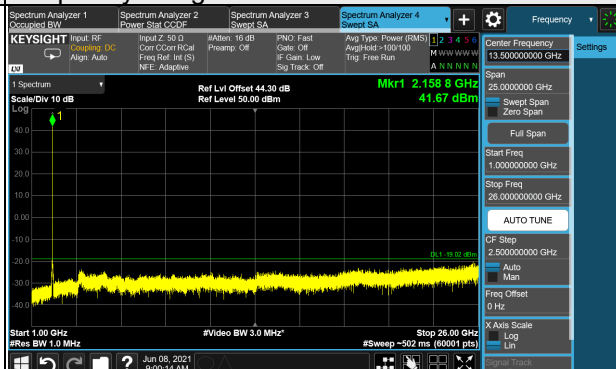 Spectrum Analyzer 1
Occupied BW
Spectrum Analyzer 2
Power Stat CCDF
Spectrum Analyzer 3
Swept SA
Spectrum Analyzer 4
Swept SA
+
Frequency
KEYSIGHT
Input: RF
Coupling: DC
Align: Auto
Input Z: 50 Ω
Corr CCorr RCal
Freq Ref: Int (S)
NFE: Adaptive
#Atten: 16 dB
Preamp: Off
PNO: Fast
Gate: Off
IF Gain: Low
Sig Track: Off
Avg Type: Power (RMS)
Avg|Hold:>100/100
Trig: Free Run
1 2 3 4 5 6
M W W W W W
A N N N N N
LXI
1 Spectrum
Scale/Div 10 dB
Log
Ref Lvl Offset 44.30 dB
Ref Level 50.00 dBm
Mkr1 2.158 8 GHz
41.67 dBm
1
40.0
30.0
20.0
10.0
0.00
-10.0
-20.0
-30.0
-40.0
DL1 -19.02 dBm
Start 1.00 GHz
#Res BW 1.0 MHz
#Video BW 3.0 MHz*
Stop 26.00 GHz
#Sweep ~502 ms (60001 pts)
?
Jun 08, 2021
9:00:14 AM
Center Frequency
13.500000000 GHz
Span
25.0000000 GHz
Swept Span
Zero Span
Full Span
Start Freq
1.000000000 GHz
Stop Freq
26.000000000 GHz
AUTO TUNE
CF Step
2.500000000 GHz
Auto
Man
Freq Offset
0 Hz
X Axis Scale
Log
Lin
Signal Track
Settings